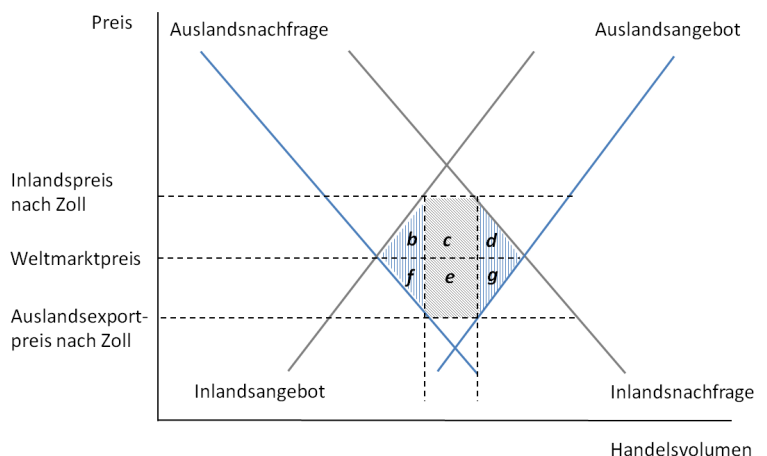 Preis
Auslandsnachfrage
Auslandsangebot
Inlandspreis
nach Zoll
b
c
d
Weltmarktpreis
f
e
g
Auslandsexport-
preis nach Zoll
Inlandsangebot
Inlandsnachfrage
Handelsvolumen